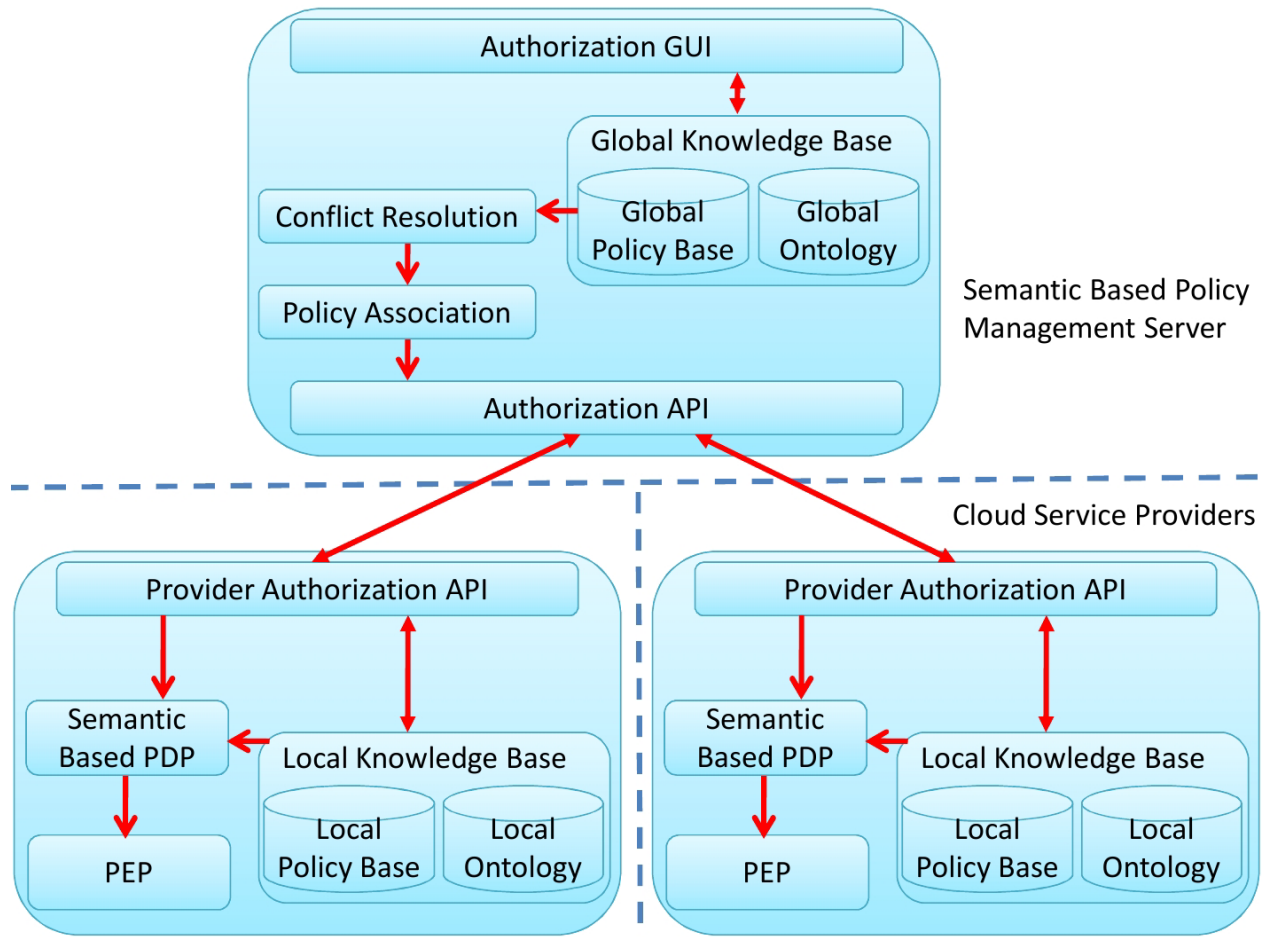 Authorization GUI
Global Knowledge Base
Global
Policy Base
Global
Ontology
Conflict Resolution
Policy Association
Authorization API
Semantic Based Policy
Management Server
Cloud Service Providers
Provider Authorization API
Semantic
Based PDP
Local Knowledge Base
Local
Policy Base
Local
Ontology
PEP
Provider Authorization API
Semantic
Based PDP
Local Knowledge Base
Local
Policy Base
Local
Ontology
PEP